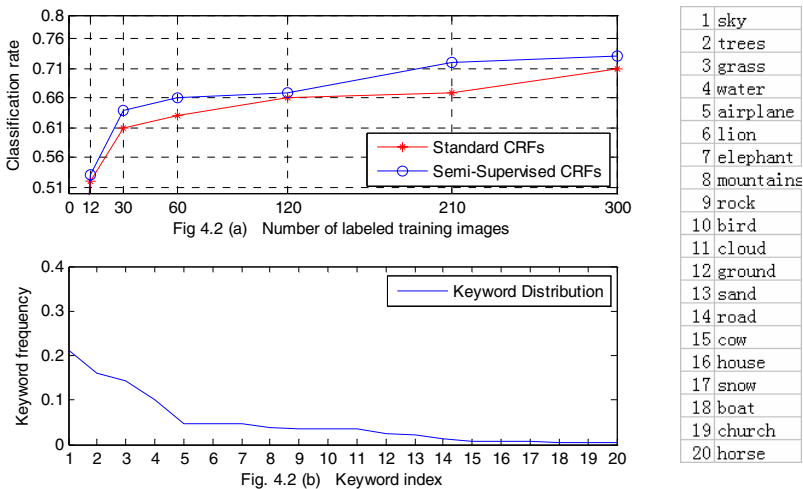 0.8
0.76
0.71
0.66
0.61
0.56
0.51
Classification rate
Standard CRFs
Semi-Supervised CRFs
0 12 30 60 120 210 300
Fig 4.2 (a) Number of labeled training images
0.4
0.3
0.2
0.1
0
Keyword frequency
Keyword Distribution
1 2 3 4 5 6 7 8 9 10 11 12 13 14 15 16 17 18 19 20
Fig. 4.2 (b) Keyword index
1 sky
2 trees
3 grass
4 water
5 airplane
6 lion
7 elephant
8 mountains
9 rock
10 bird
11 cloud
12 ground
13 sand
14 road
15 cow
16 house
17 snow
18 boat
19 church
20 horse